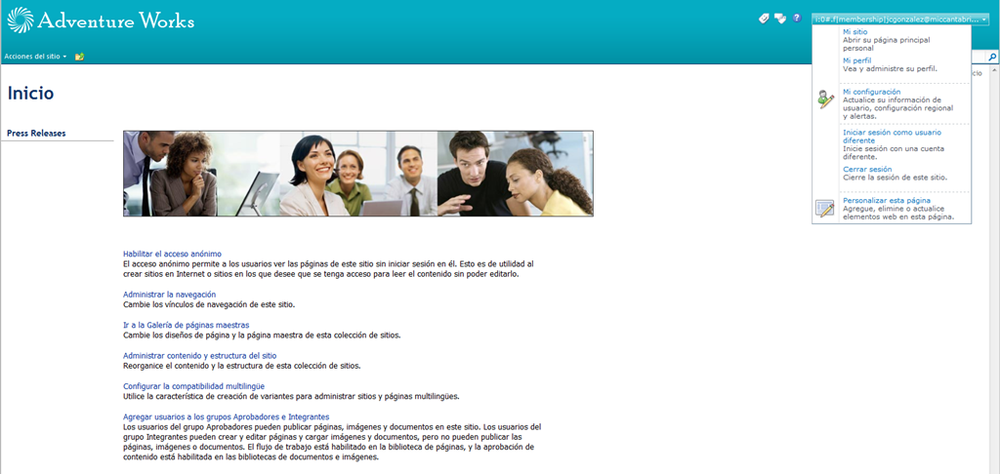 Adventure Works
i:0#.f|membership|jcgonzalez@miccantabri...
Acciones del sitio
Mi sitio
Abrir su página principal
personal
Mi perfil
Vea y administre su perfil.
Mi configuración
Actualice su información de
usuario, configuración regional
y alertas.
Iniciar sesión como usuario
diferente
Inicie sesión con una cuenta
diferente.
Cerrar sesión
Cierre la sesión de este sitio.
Personalizar esta página
Agregue, elimine o actualice
elementos web en esta página.
cio
Inicio
Press Releases
Habilitar el acceso anónimo
El acceso anónimo permite a los usuarios ver las páginas de este sitio sin iniciar sesión en él. Esto es de utilidad al
crear sitios en Internet o sitios en los que desee que se tenga acceso para leer el contenido sin poder editarlo.
Administrar la navegación
Cambie los vínculos de navegación de este sitio.
Ir a la Galería de páginas maestras
Cambie los diseños de página y la página maestra de esta colección de sitios.
Administrar contenido y estructura del sitio
Reorganice el contenido y la estructura de esta colección de sitios.
Configurar la compatibilidad multilingüe
Utilice la característica de creación de variantes para administrar sitios y páginas multilingües.
Agregar usuarios a los grupos Aprobadores e Integrantes
Los usuarios del grupo Aprobadores pueden publicar páginas, imágenes y documentos en este sitio. Los usuarios del
grupo Integrantes pueden crear y editar páginas y cargar imágenes y documentos, pero no pueden publicar las
páginas, imágenes o documentos. El flujo de trabajo está habilitado en la biblioteca de páginas, y la aprobación de
contenido está habilitada en las bibliotecas de documentos e imágenes.